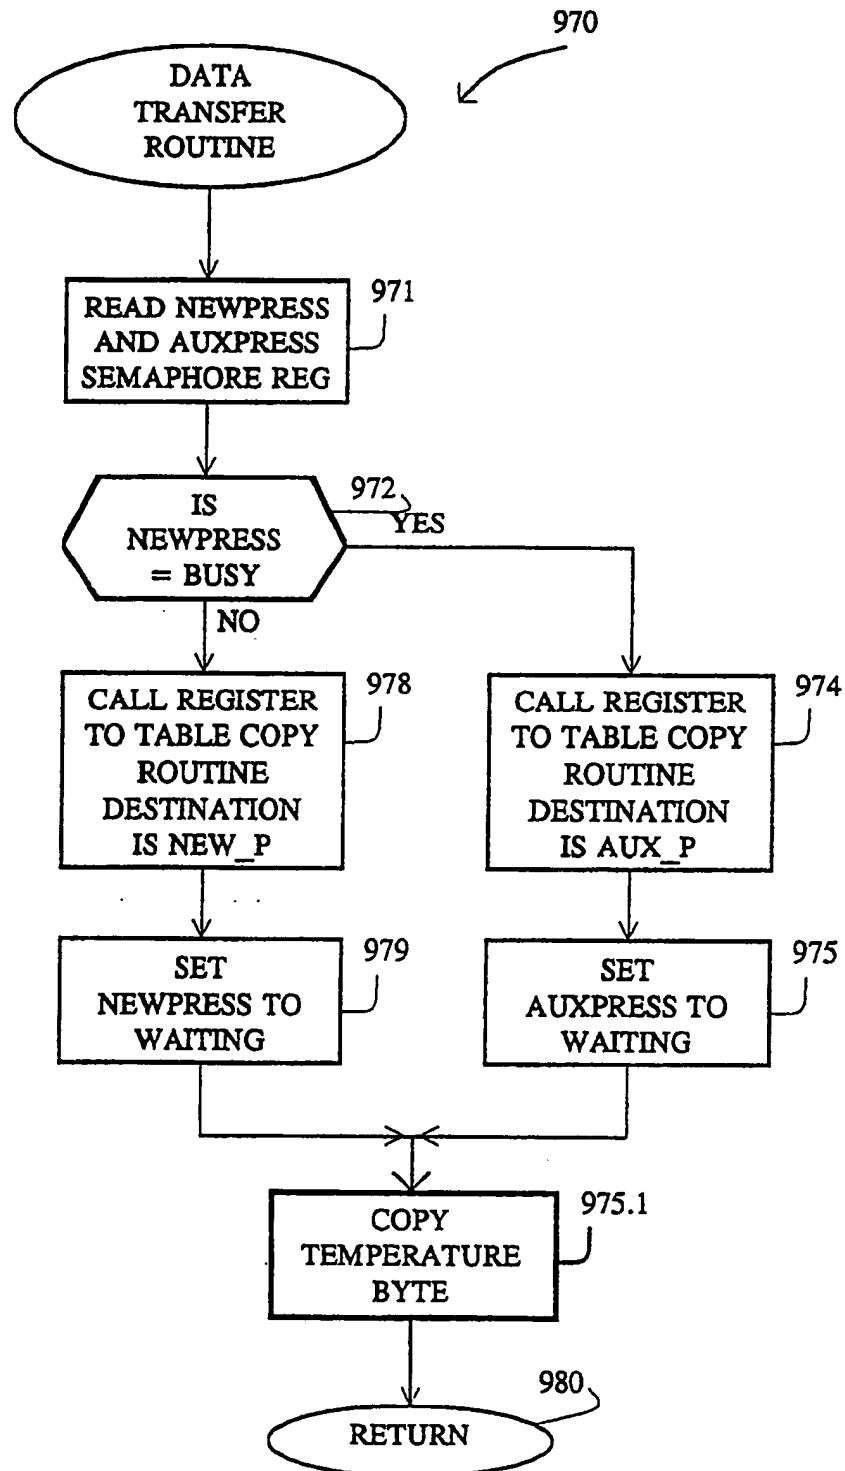 970
DATA
TRANSFER
ROUTINE
971
READ NEWPRESS
AND AUXPRESS
SEMAPHORE REG
972
IS
NEWPRESS
= BUSY
YES
NO
978
CALL REGISTER
TO TABLE COPY
ROUTINE
DESTINATION
IS NEW_P
974
CALL REGISTER
TO TABLE COPY
ROUTINE
DESTINATION
IS AUX_P
979
SET
NEWPRESS TO
WAITING
975
SET
AUXPRESS TO
WAITING
975.1
COPY
TEMPERATURE
BYTE
980
RETURN